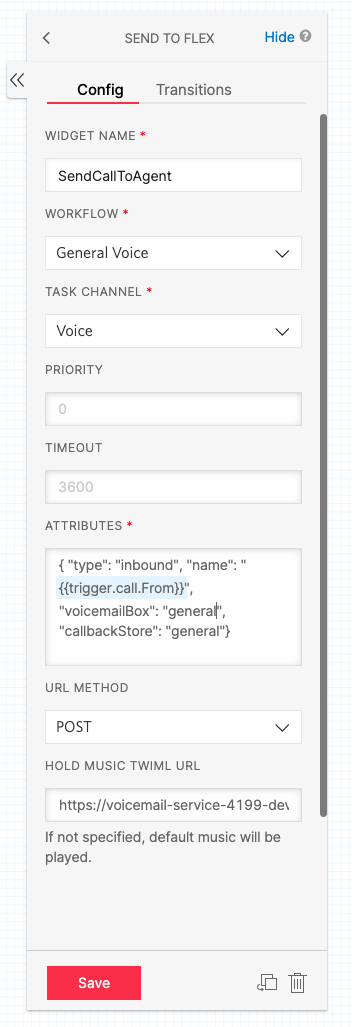 SEND TO FLEX
Hide
Config Transitions
WIDGET NAME *
SendCallToAgent
WORKFLOW *
General Voice
TASK CHANNEL *
Voice
PRIORITY
0
TIMEOUT
3600
ATTRIBUTES *
{ "type": "inbound", "name": "
{{trigger.call.From}}",
"voicemailBox": "general",
"callbackStore": "general"}
URL METHOD
POST
HOLD MUSIC TWIML URL
https://voicemail-service-4199-dev
If not specified, default music will be
played.
Save